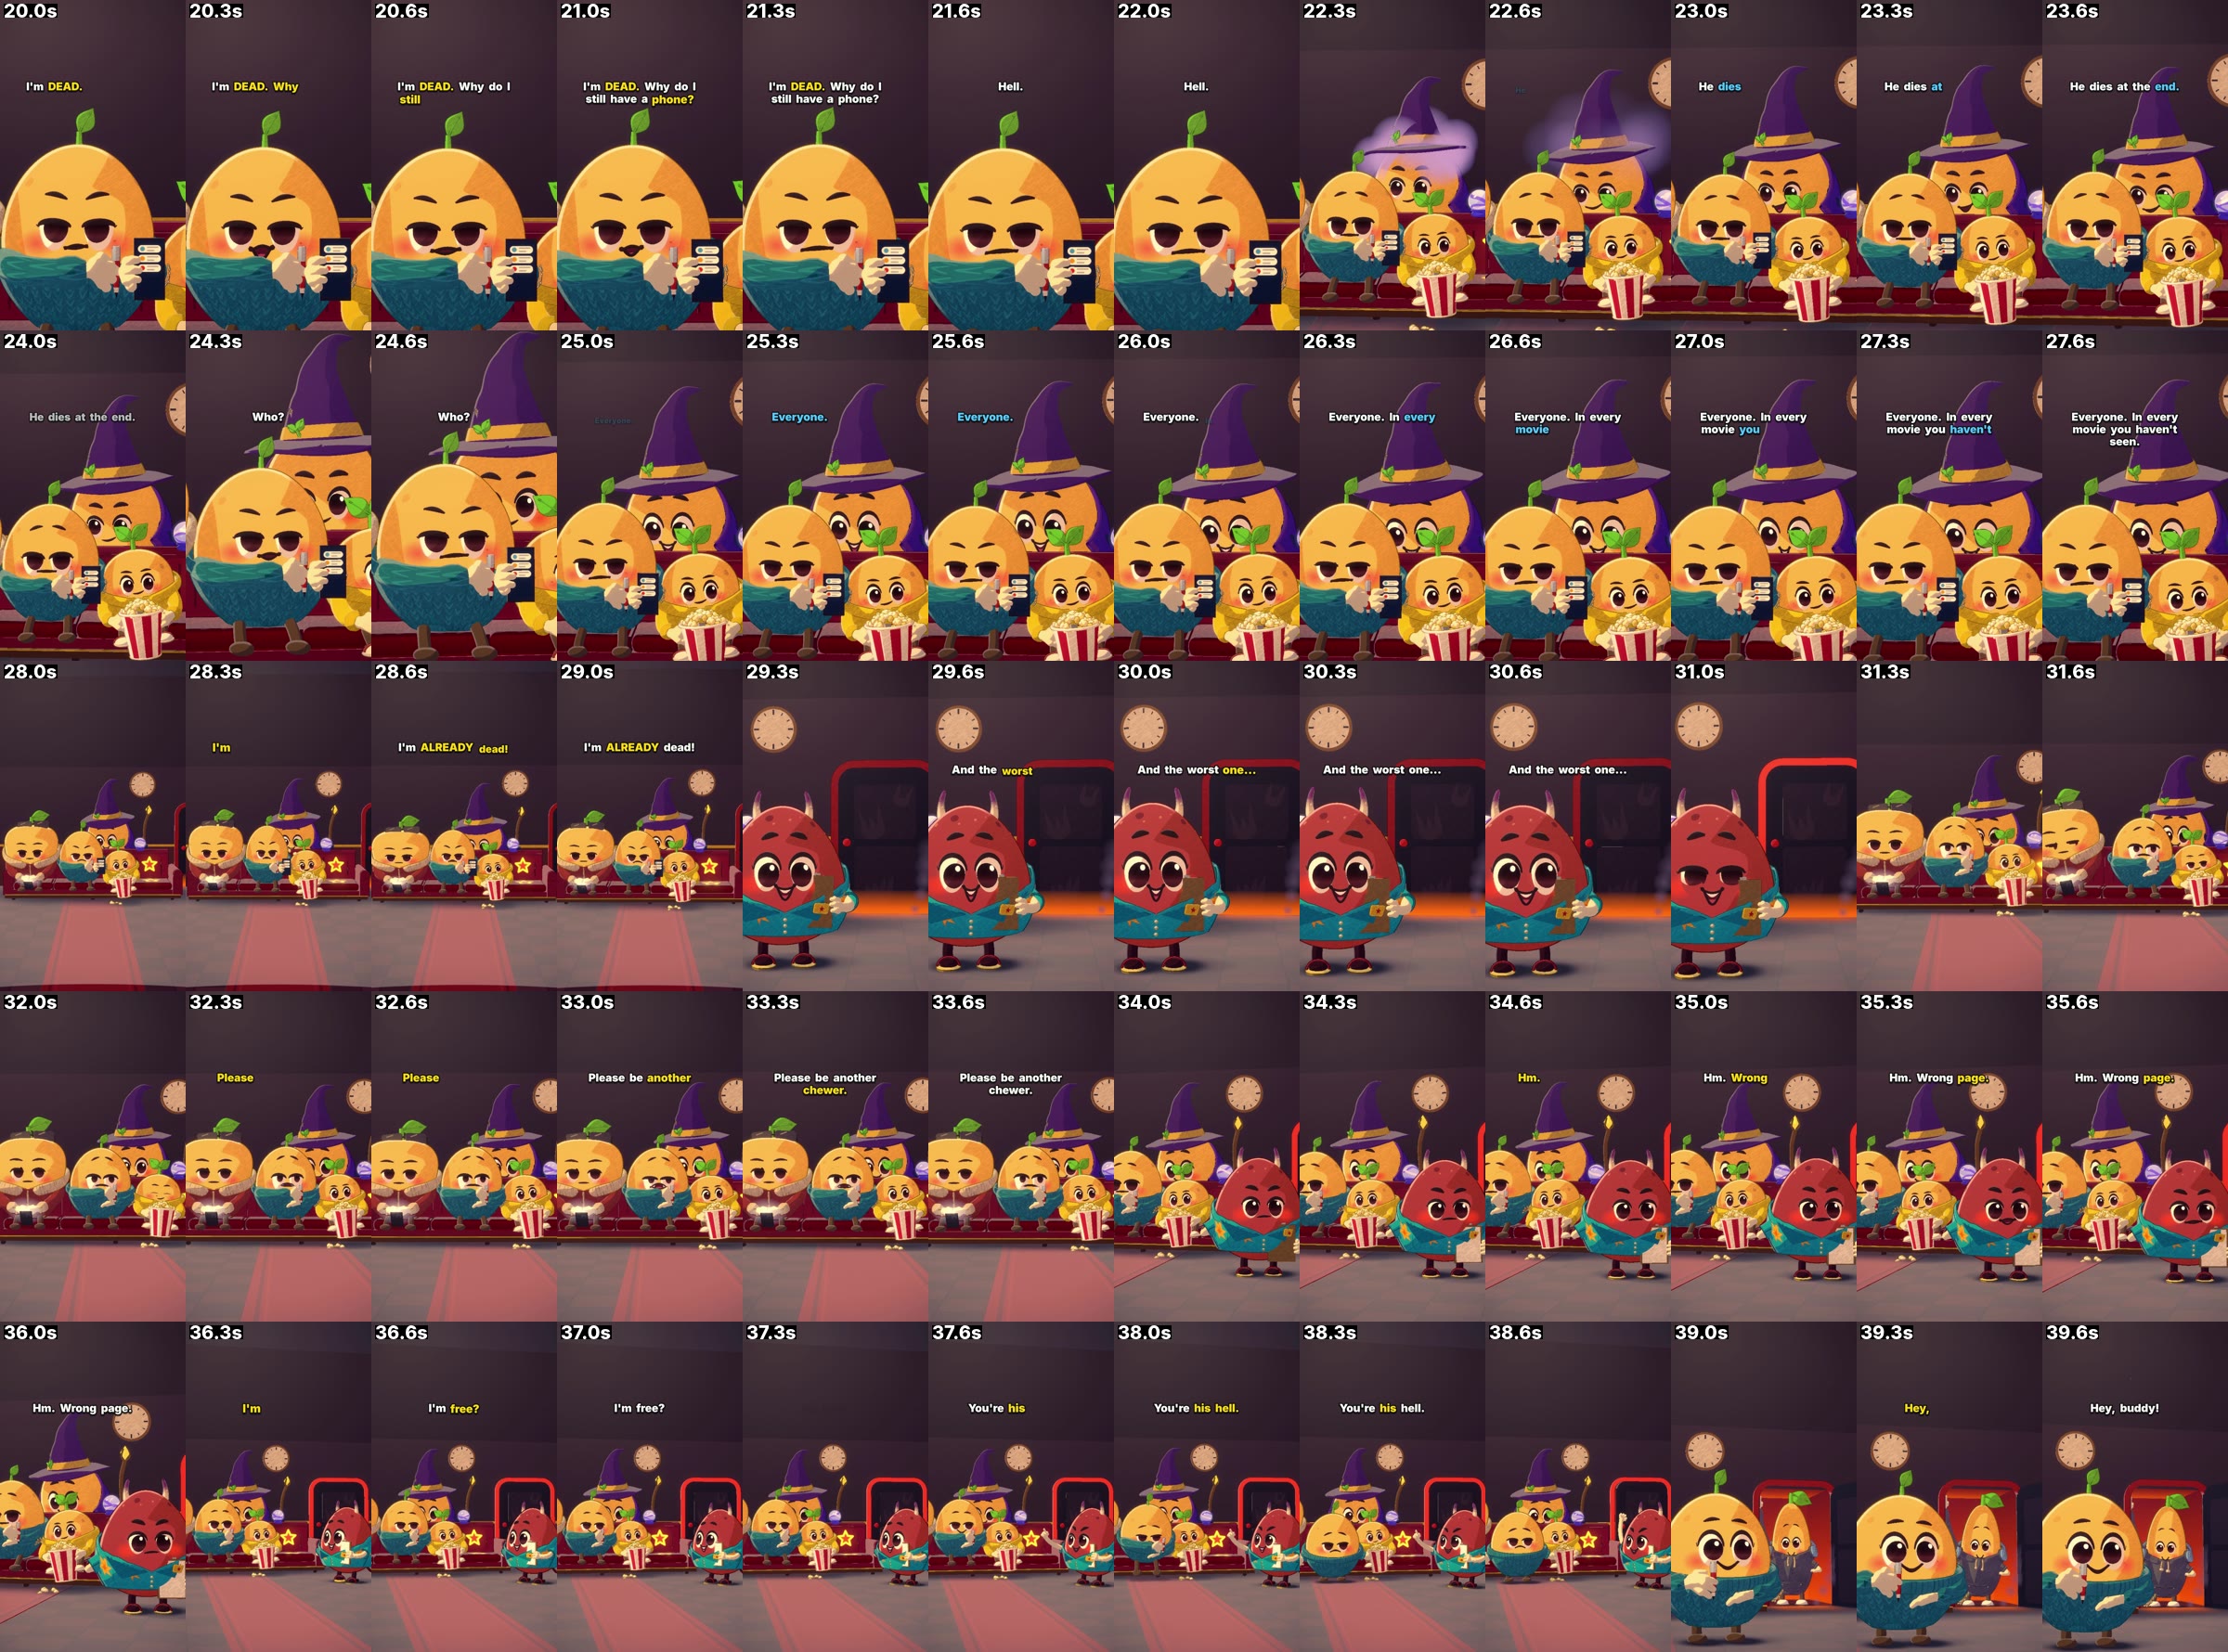 20.0s
I'm DEAD.
20.3s
I'm DEAD. Why
20.6s
I'm DEAD. Why do I
still
21.0s
I'm DEAD. Why do I
still have a phone?
21.3s
I'm DEAD. Why do I
still have a phone?
21.6s
Hell.
22.0s
Hell.
22.3s
22.6s
23.0s
He dies
23.3s
He dies at
23.6s
He dies at the end.
24.0s
He dies at the end.
24.3s
Who?
24.6s
Who?
25.0s
Everyone.
25.3s
Everyone.
25.6s
Everyone.
26.0s
Everyone.
26.3s
Everyone. In every
26.6s
Everyone. In every
movie
27.0s
Everyone. In every
movie you
27.3s
Everyone. In every
movie you haven't
27.6s
Everyone. In every
movie you haven't
seen.
28.0s
28.3s
I'm
28.6s
I'm ALREADY dead!
29.0s
I'm ALREADY dead!
29.3s
29.6s
And the worst
30.0s
And the worst one...
30.3s
And the worst one...
30.6s
And the worst one...
31.0s
31.3s
31.6s
32.0s
32.3s
Please
32.6s
Please
33.0s
Please be another
33.3s
Please be another
chewer.
33.6s
Please be another
chewer.
34.0s
34.3s
34.6s
Hm.
35.0s
Hm. Wrong
35.3s
Hm. Wrong page.
35.6s
Hm. Wrong page.
36.0s
Hm. Wrong page.
36.3s
I'm
36.6s
I'm free?
37.0s
I'm free?
37.3s
37.6s
You're his
38.0s
You're his hell.
38.3s
You're his hell.
38.6s
39.0s
39.3s
Hey,
39.6s
Hey, buddy!